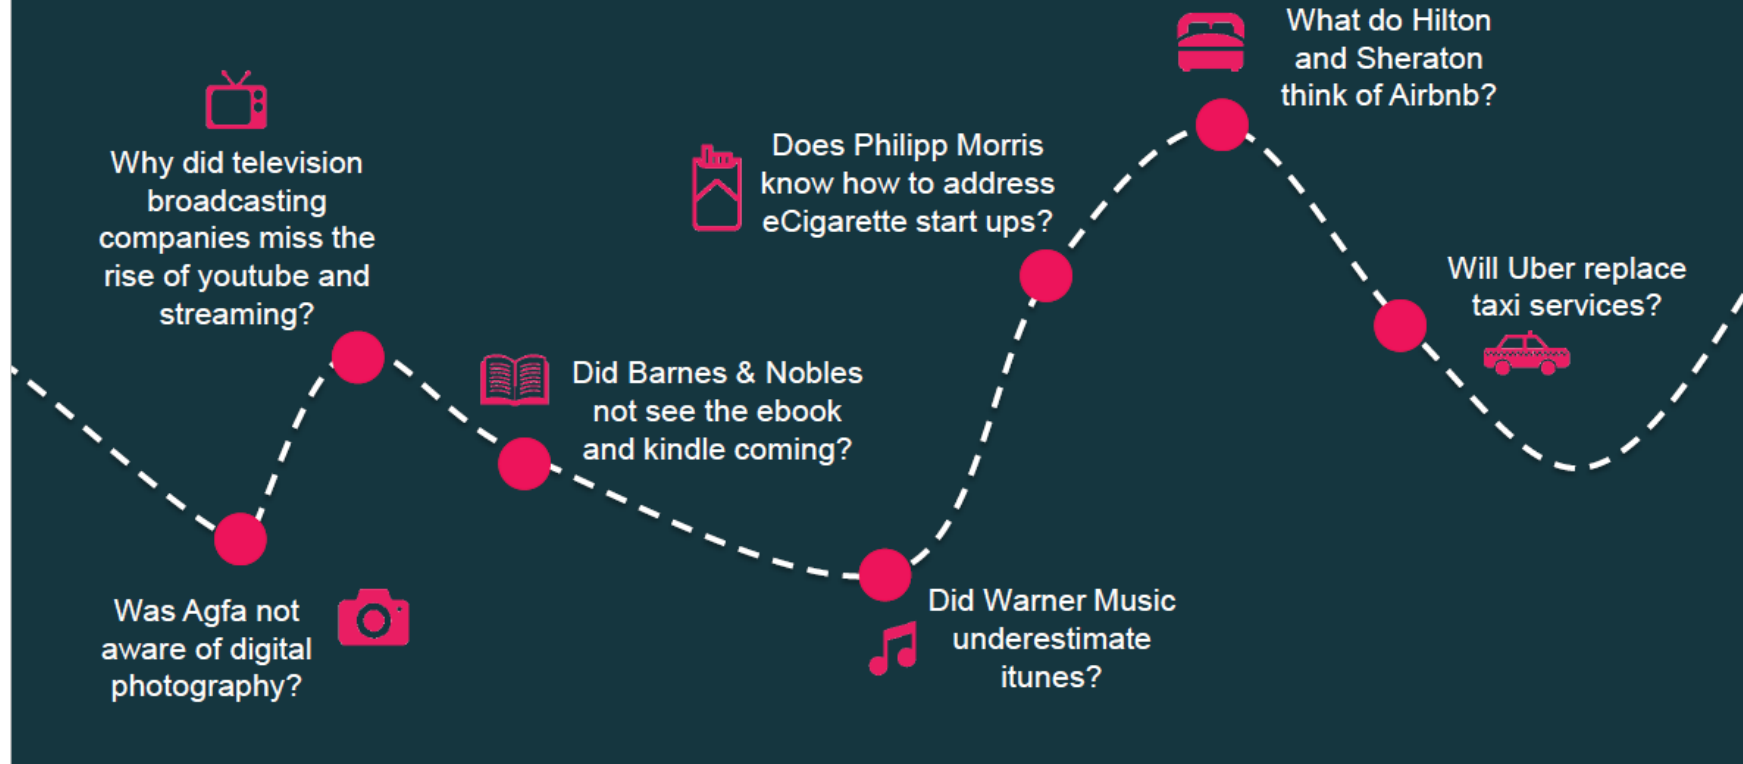 Why did television
broadcasting
companies miss the
rise of youtube and
streaming?
Was Agfa not
aware of digital
photography?
Did Barnes & Nobles
not see the ebook
and kindle coming?
Did Warner Music
underestimate
itunes?
Does Philipp Morris
know how to address
eCigarette start ups?
What do Hilton
and Sheraton
think of Airbnb?
Will Uber replace
taxi services?